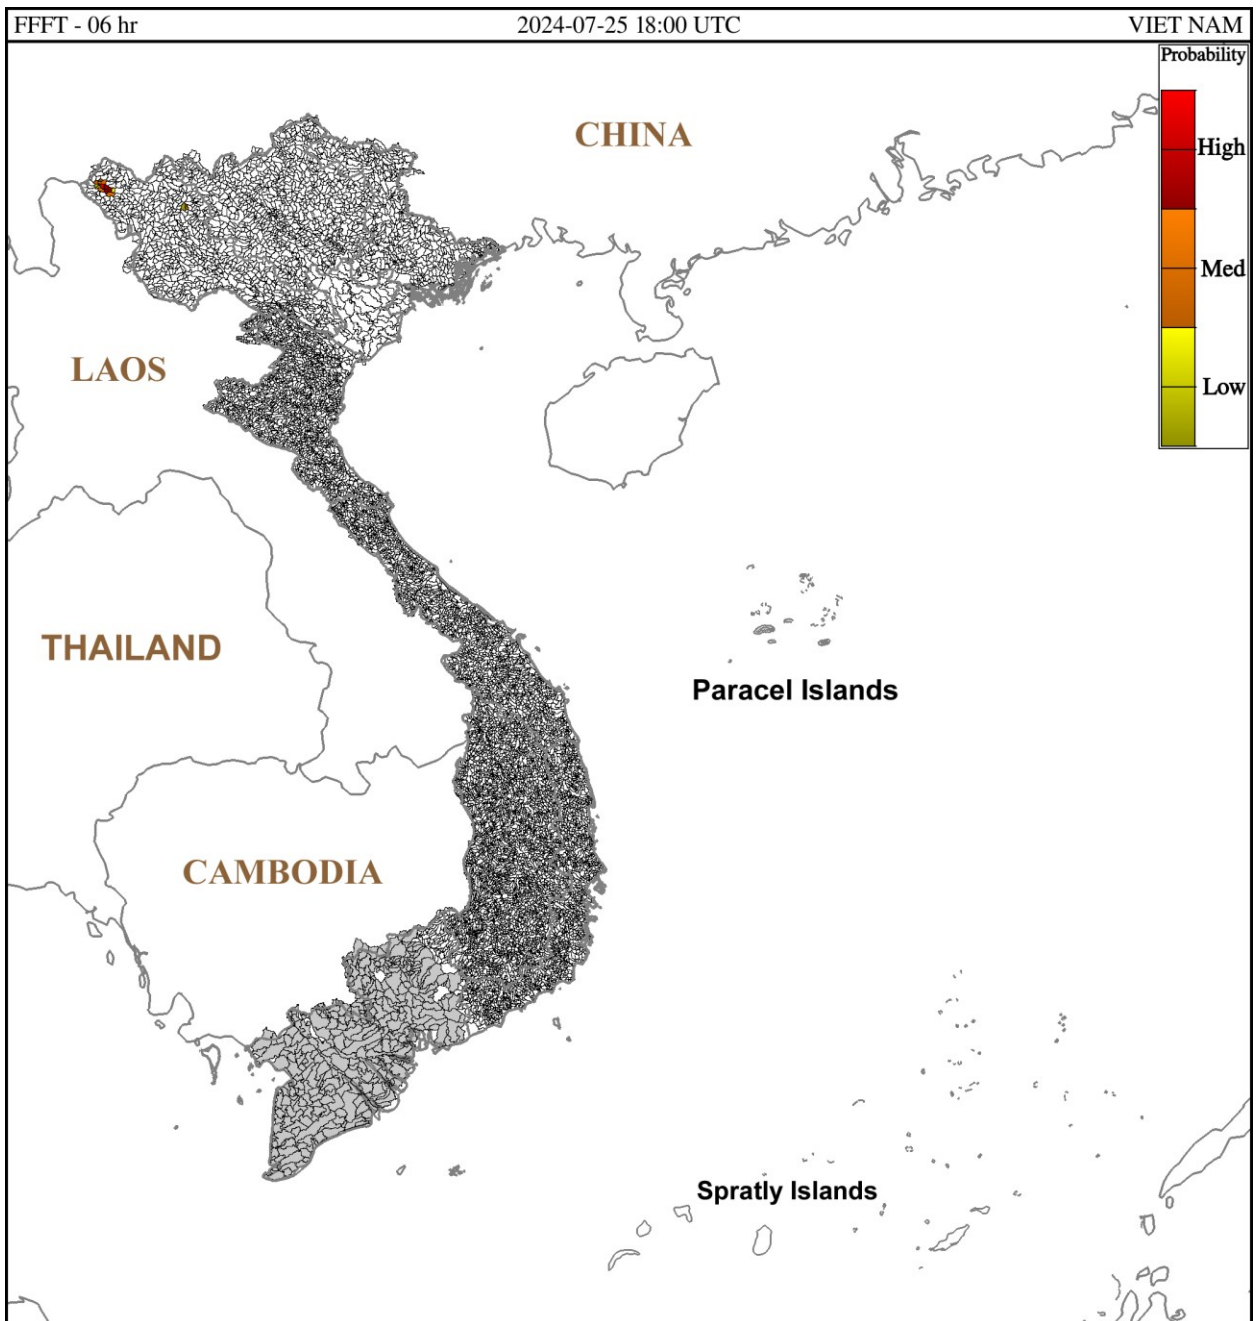 FFFT - 06 hr 2024-07-25 18:00 UTC VIET NAM
Probability
CHINA
High
Med
LAOS
Low
THAILAND
Paracel Islands
CAMBODIA
Spratly Islands